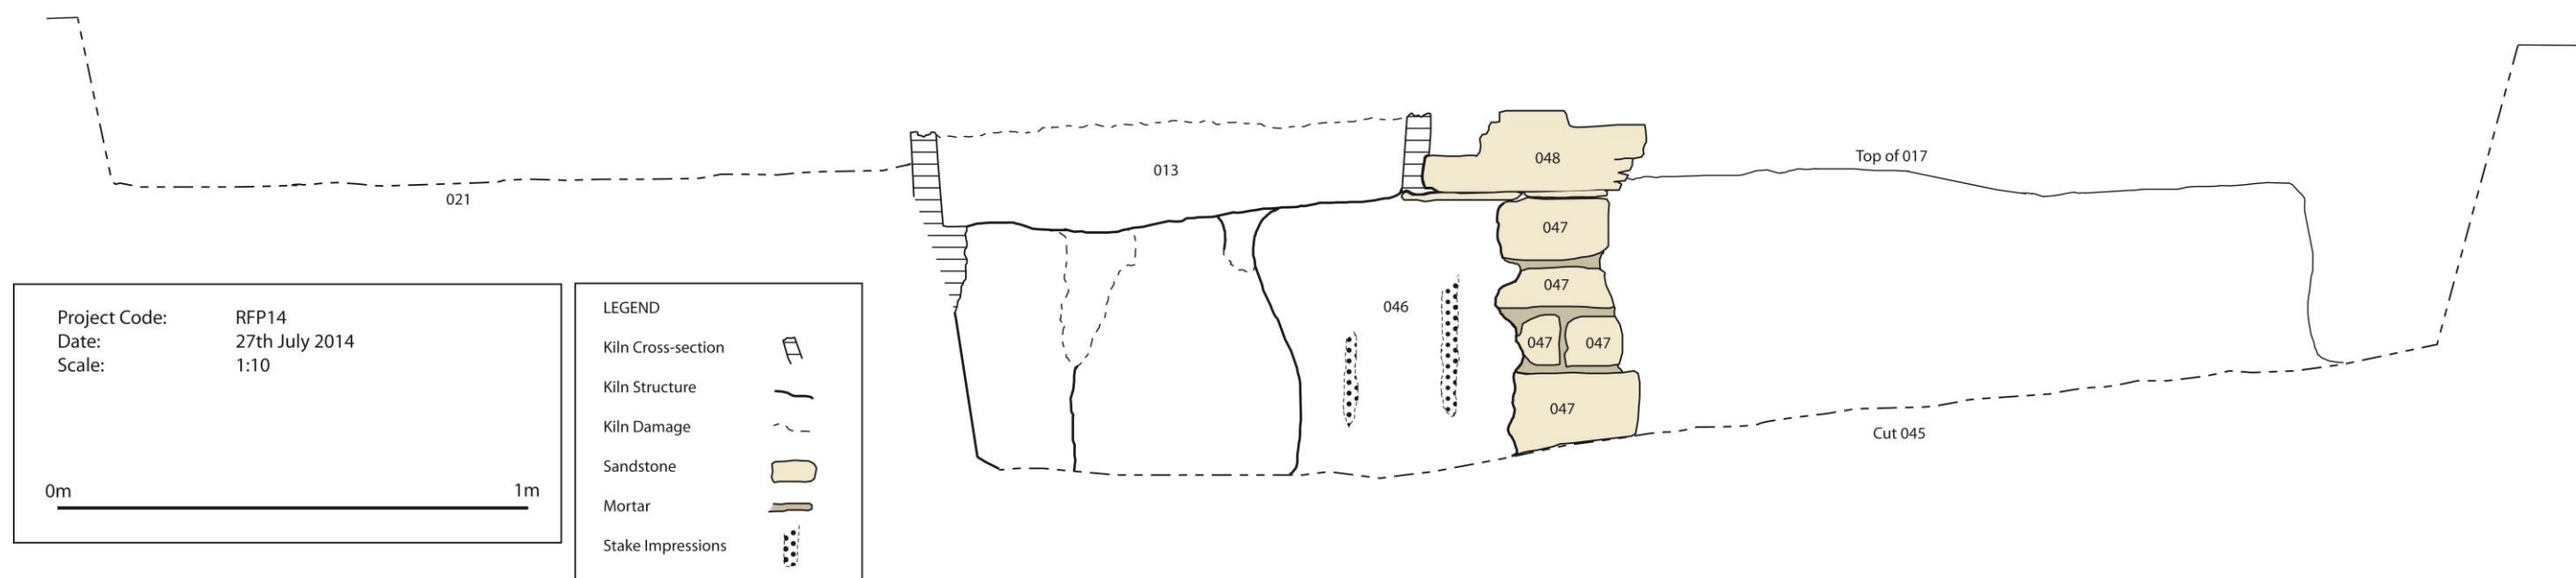 013
048
Top of 017
021
047
047
046
047
047
047
Cut 045
Project Code: RFP14
Date: 27th July 2014
Scale: 1:10
0m 1m
LEGEND
Kiln Cross-section
Kiln Structure
Kiln Damage
Sandstone
Mortar
Stake Impressions